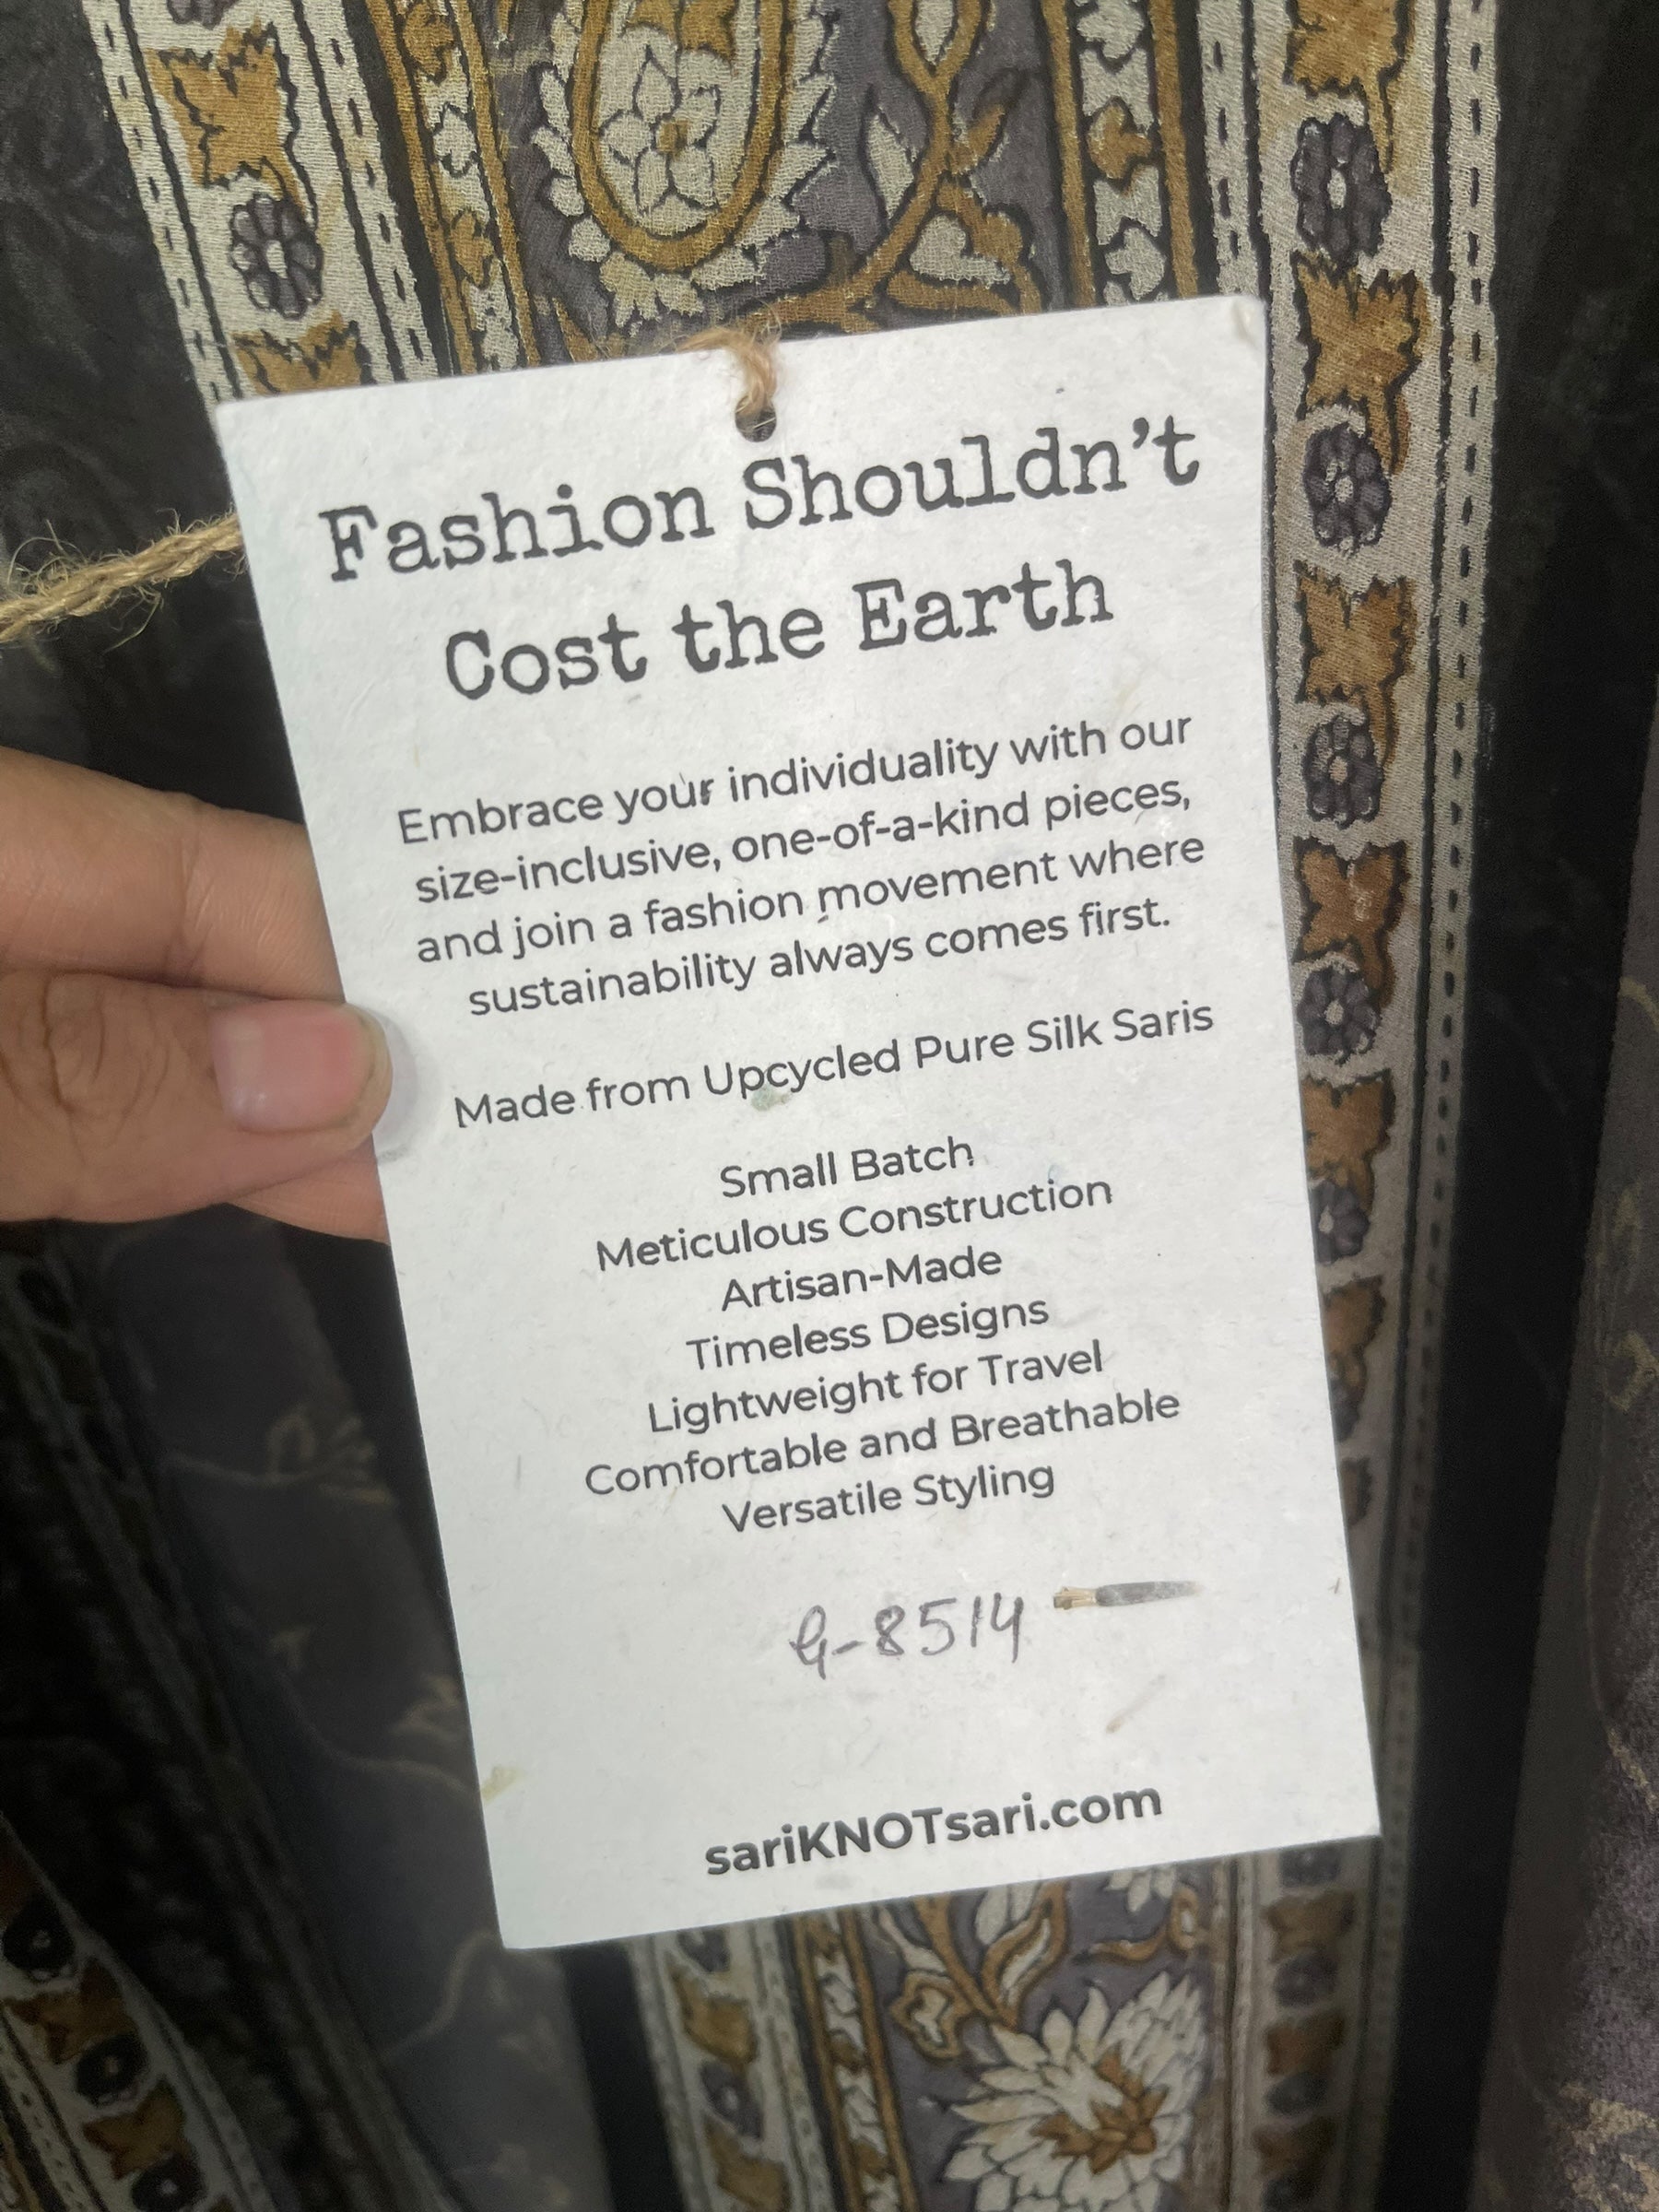 Fashion Shouldn't
Cost the Earth
Embrace your individuality with our
size-inclusive, one-of-a-kind pieces,
and join a fashion movement where
sustainability always comes first.
Made from Upcycled Pure Silk Saris
Small Batch
Meticulous Construction
Artisan-Made
Timeless Designs
Lightweight for Travel
Comfortable and Breathable
Versatile Styling
G-8514
sariKNOTsari.com